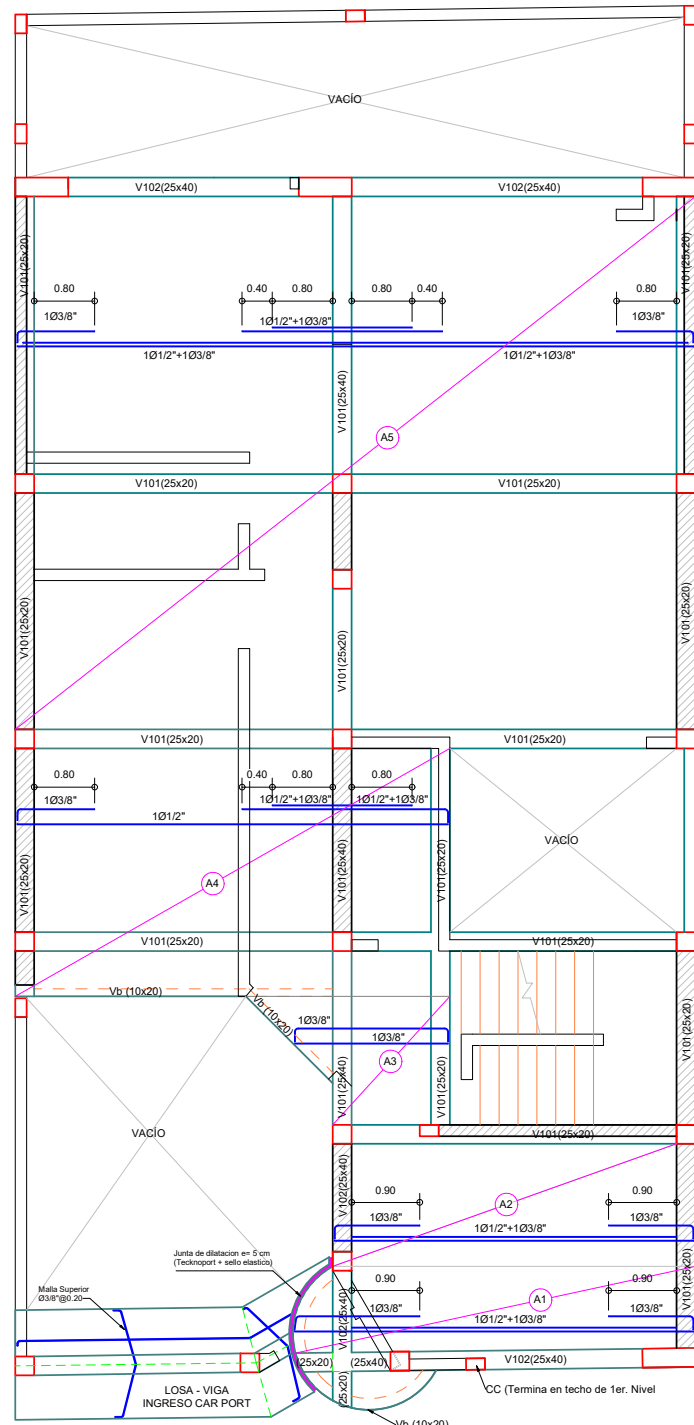 VACÍO
V102(25x40)
V102(25x40)
V101(25x20)
V101(25x20)
0.80
0.40
0.80
0.80
0.40
1Ø3/8"
1Ø1/2"+1Ø3/8"
1Ø3/8"
1Ø1/2"+1Ø3/8"
1Ø1/2"+1Ø3/8"
V101(25x40)
A5
V101(25x20)
V101(25x20)
V101(25x20)
V101(25x20)
V101(25x20)
V101(25x20)
V101(25x20)
0.80
0.40
0.80
0.80
1Ø3/8"
1Ø1/2"+1Ø3/8"
1Ø1/2"+1Ø3/8"
1Ø1/2"
VACÍO
V101(25x20)
V101(25x40)
V101(25x20)
A4
V101(25x20)
V101(25x20)
Vb (10x20)
Vb (10x20)
1Ø3/8"
1Ø3/8"
A3
V101(25x20)
V101(25x40)
V101(25x20)
VACÍO
V101(25x20)
V102(25x40)
0.90
0.90
A2
1Ø3/8"
1Ø3/8"
1Ø1/2"+1Ø3/8"
Junta de dilatacion e= 5 cm
(Tecknoport + sello elastico)
V101(25x20)
Malla Superior
Ø3/8"@0.20
0.90
0.90
A1
1Ø3/8"
1Ø3/8"
1Ø1/2"+1Ø3/8"
V102(25x40)
(25x20)
(25x40)
V102(25x40)
LOSA - VIGA
INGRESO CAR PORT
(25x20)
CC (Termina en techo de 1er. Nivel
Vb (10x20)